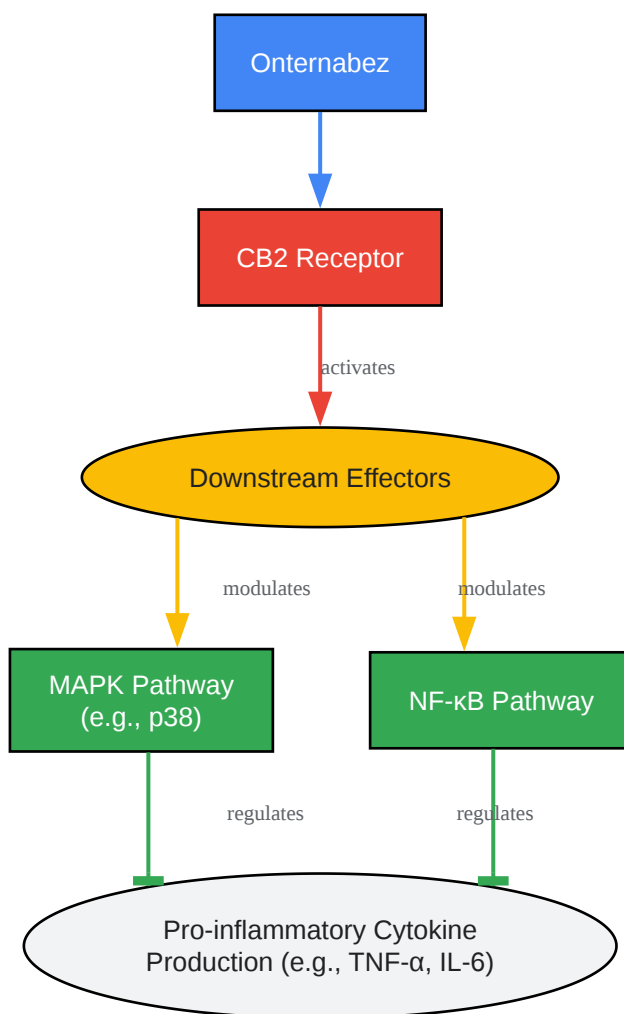 Onternabez
CB2 Receptor
activates
Downstream Effectors
modulates
modulates
MAPK Pathway
(e.g., p38)
NF-κB Pathway
regulates
regulates
Pro-inflammatory Cytokine
Production (e.g., TNF-α, IL-6)